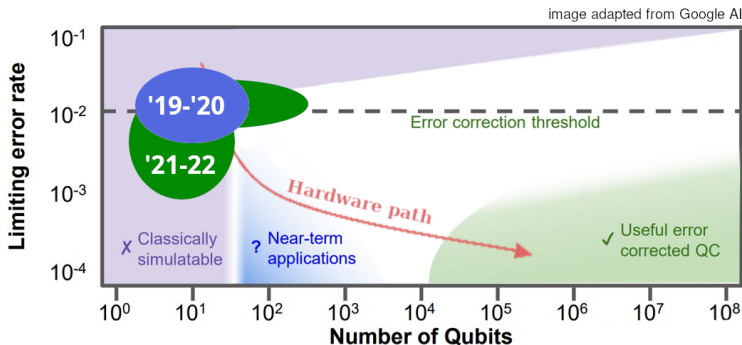 image adapted from Google AI
Limiting error rate
10⁻¹
10⁻²
10⁻³
10⁻⁴
'19-'20
'21-22
Error correction threshold
Hardware path
✗ Classically
simulatable
? Near-term
applications
✓ Useful error
corrected QC
10⁰ 10¹ 10² 10³ 10⁴ 10⁵ 10⁶ 10⁷ 10⁸
Number of Qubits